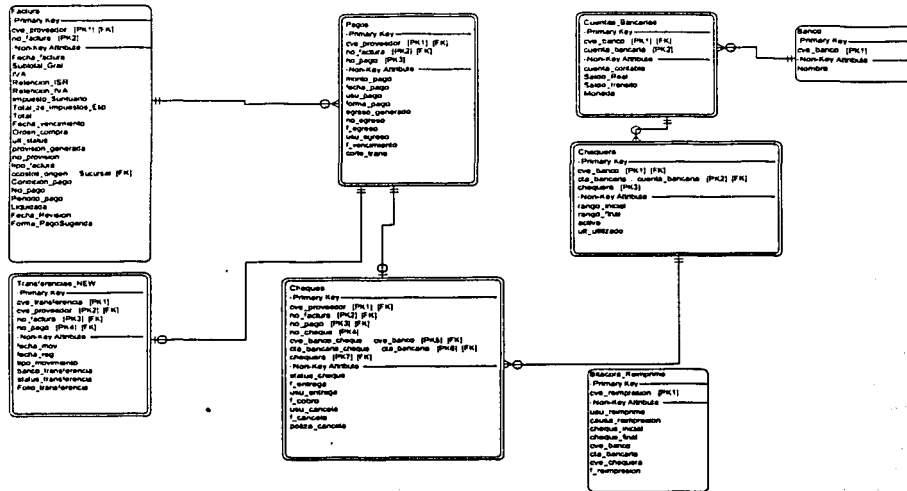 Factura
Primary Key
cve_proveedor [PK1] [FK]
no_factura [PK2]
Non-Key Attribute
Fecha_factura
Subtotal_Gral
IVA
Retencion_ISR
Retencion_IVA
Impuesto_Suntuario
Total_
Total
Fecha_vencimiento
Orden_compra
ult_status
provision_generada
no_provision
tipo_factura
ccostos_origen Sucursal [FK]
Condicion_pago
No_pago
Periodo_pago
Liquidada
Fecha_Revision
Forma_PagoSugerida
Pagos
Primary Key
cve_proveedor [PK1] [FK]
no_factura [PK2] [FK]
no_pago [PK3]
Non-Key Attribute
monto_pago
fecha_pago
usu_pago
forma_pago
egreso_generado
no_egreso
f_egreso
usu_egreso
f_vencimiento
corte_trans
Cuentas_Bancarias
Primary Key
cve_banco [PK1] [FK]
cuenta_bancaria [PK2]
Non-Key Attribute
cuenta_contable
Saldo_Real
Saldo_transito
Moneda
Banco
Primary Key
cve_banco [PK1]
Non-Key Attribute
Nombre
Chequera
Primary Key
cve_banco [PK1] [FK]
cta_bancaria cuenta_bancaria [PK2] [FK]
chequera [PK3]
Non-Key Attribute
rango_inicial
rango_final
activa
ult_utilizado
Transferencias_NEW
Primary Key
cve_transferencia [PK1]
cve_proveedor [PK2] [FK]
no_factura [PK3] [FK]
no_pago [PK4] [FK]
Non-Key Attribute
fecha_mov
fecha_reg
tipo_movimiento
banco_transferencia
status_transferencia
Folio_transferencia
Cheques
Primary Key
cve_proveedor [PK1] [FK]
no_factura [PK2] [FK]
no_pago [PK3] [FK]
no_cheque [PK4]
cve_banco_cheque cve_banco [PK5] [FK]
cta_bancaria_cheque cta_bancaria [PK6] [FK]
chequera [PK7] [FK]
Non-Key Attribute
status_cheque
f_entrega
usu_entrega
f_cobro
usu_cancela
f_cancela
poliza_cancela
Bitacora_Reimprime
Primary Key
cve_reimpresion [PK1]
Non-Key Attribute
usu_reimprime
causa_reimpresion
cheque_inicial
cheque_final
cve_banco
cta_bancaria
cve_chequera
f_reimpresion